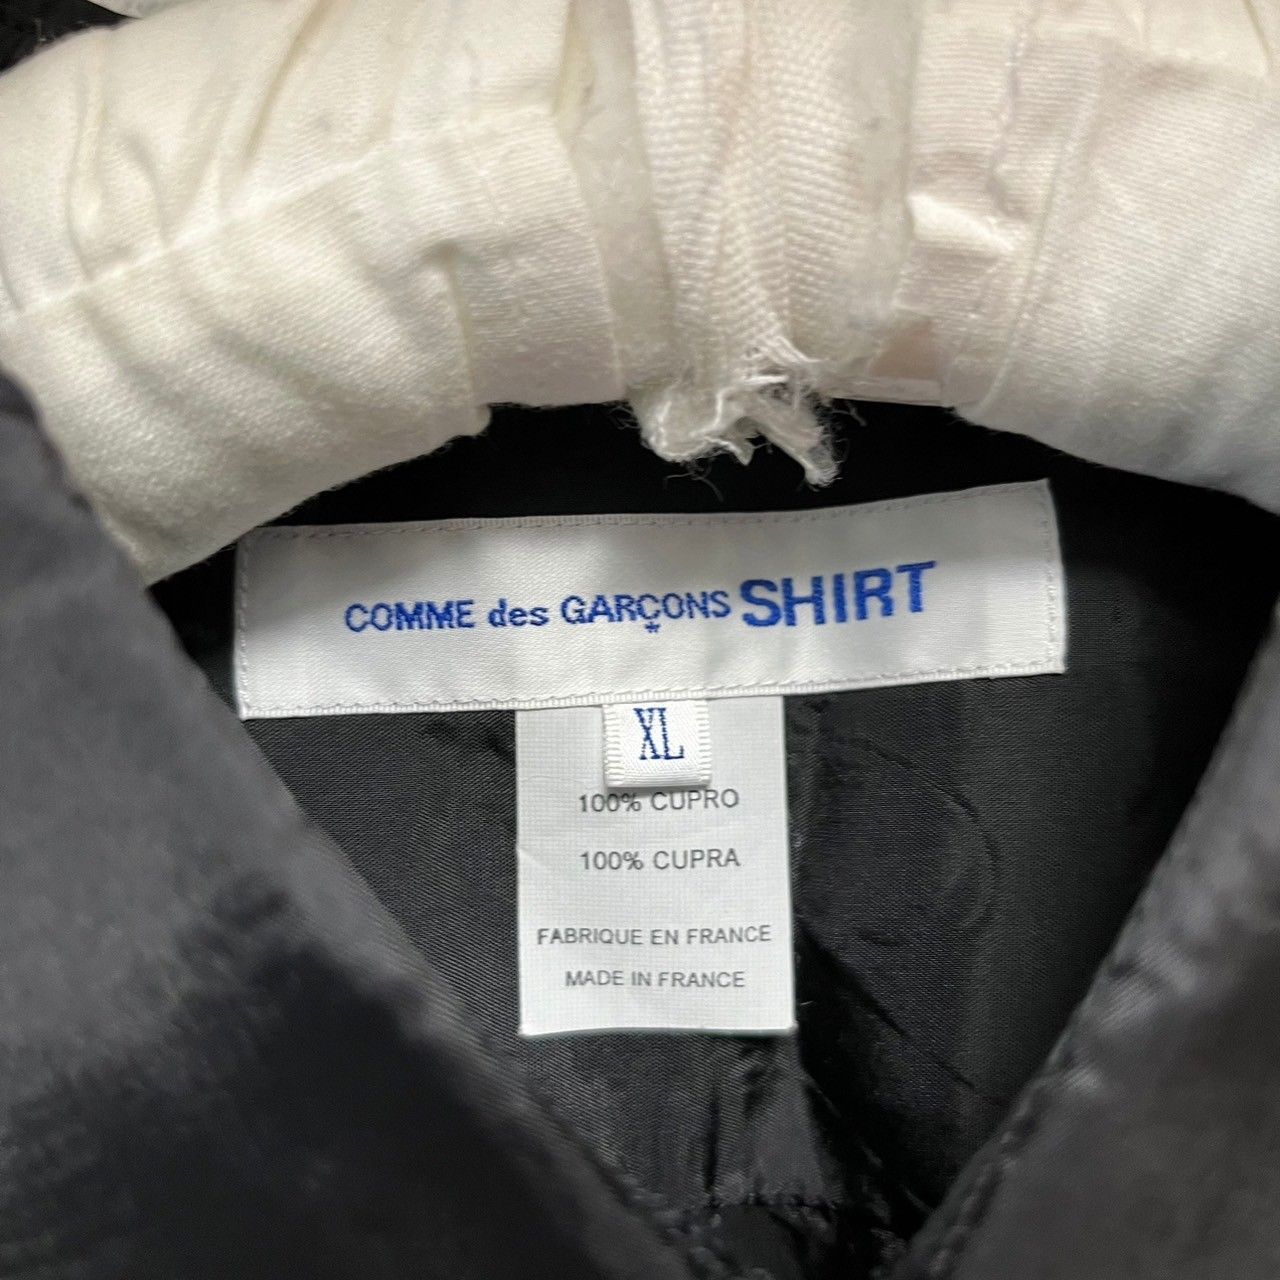 COMME des GARÇONS SHIRT
XL
100% CUPRO
100% CUPRA
FABRIQUE EN FRANCE
MADE IN FRANCE